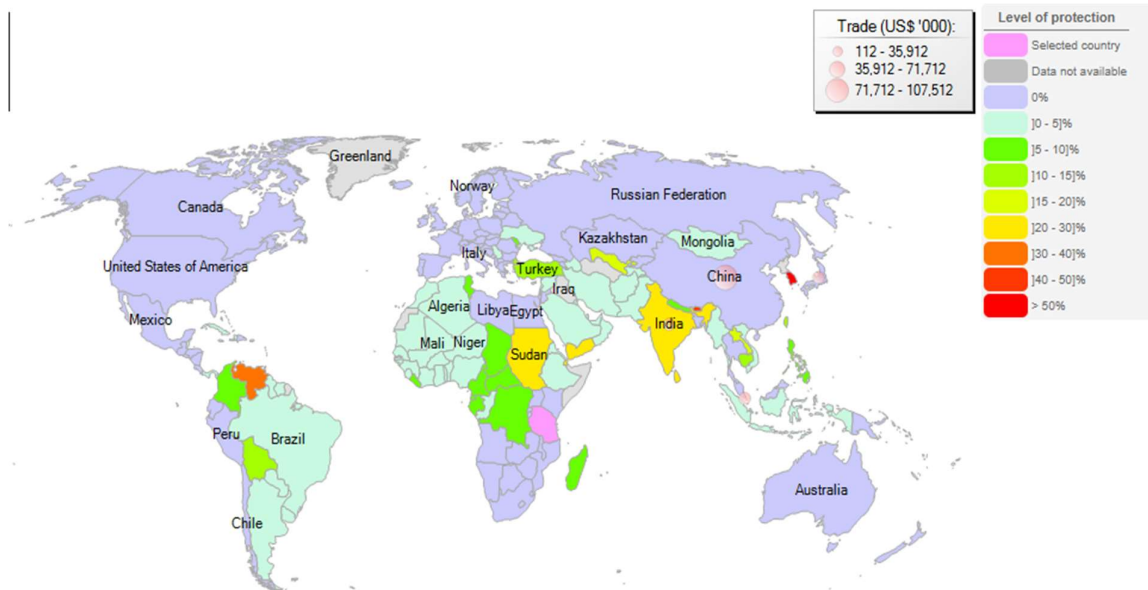 Trade (US$ '000):
112 - 35,912
35,912 - 71,712
71,712 - 107,512
Level of protection
Selected country
Data not available
0%
]0 - 5]%
]5 - 10]%
]10 - 15]%
]15 - 20]%
]20 - 30]%
]30 - 40]%
]40 - 50]%
> 50%
Greenland
Norway
Russian Federation
Canada
Kazakhstan
Mongolia
Italy
United States of America
Turkey
China
Iraq
Algeria
Libya
Egypt
Mexico
India
Mali
Niger
Sudan
Peru
Brazil
Australia
Chile